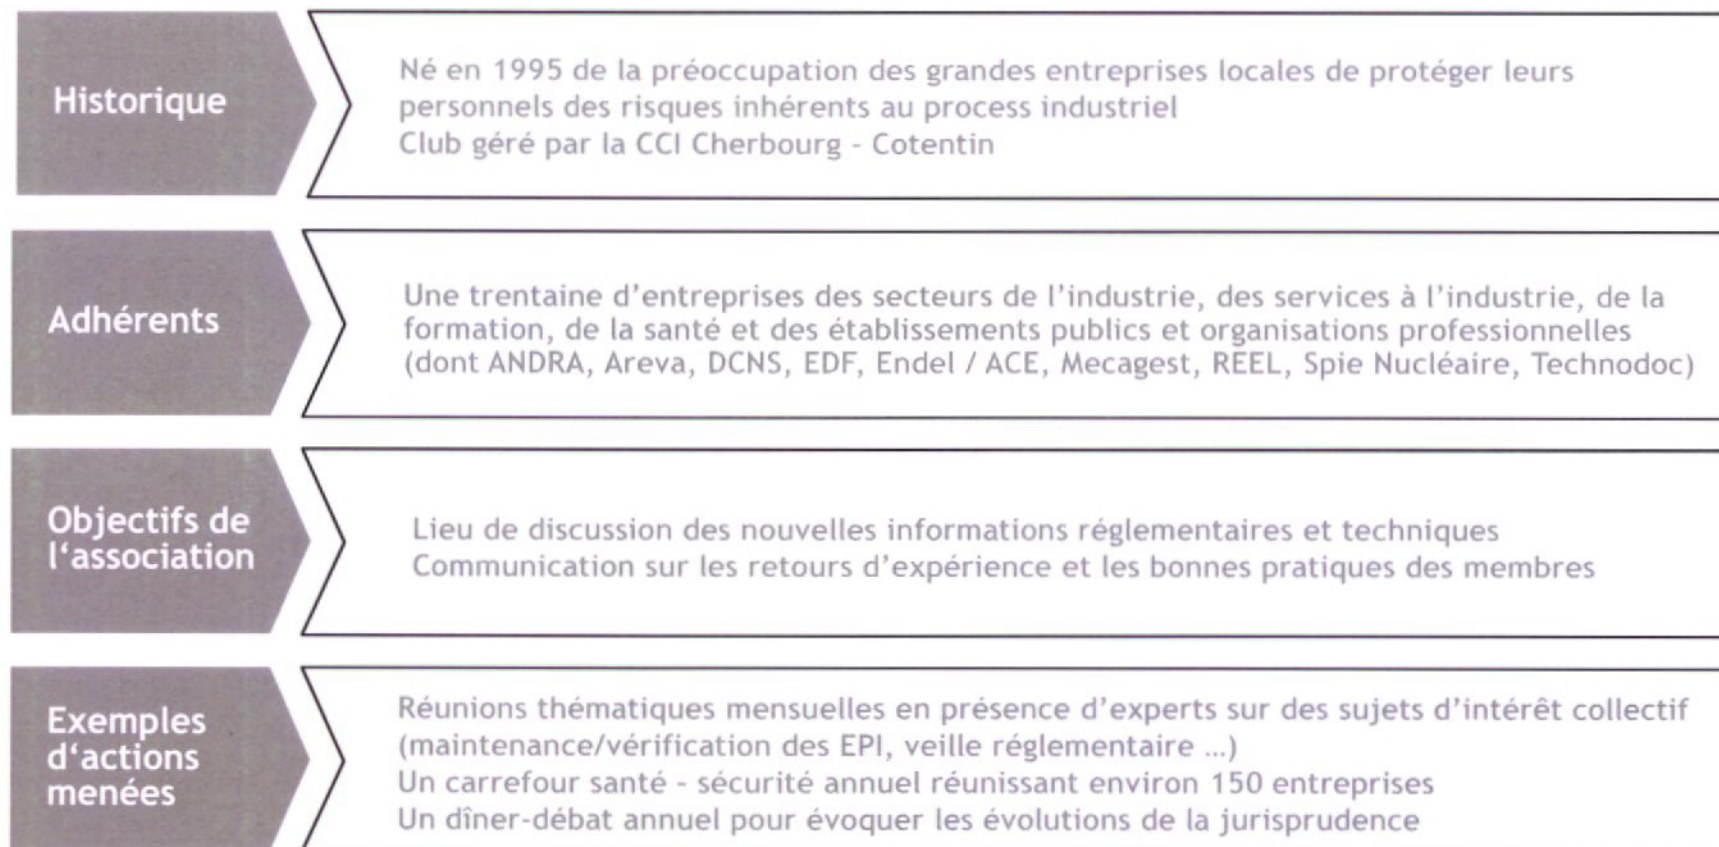 Historique
Né en 1995 de la préoccupation des grandes entreprises locales de protéger leurs
personnels des risques inhérents au process industriel
Club géré par la CCI Cherbourg - Cotentin
Adhérents
Une trentaine d’entreprises des secteurs de l’industrie, des services à l’industrie, de la
formation, de la santé et des établissements publics et organisations professionnelles
(dont ANDRA, Areva, DCNS, EDF, Endel / ACE, Mecagest, REEL, Spie Nucléaire, Technodoc)
Objectifs de
l‘association
Lieu de discussion des nouvelles informations réglementaires et techniques
Communication sur les retours d’expérience et les bonnes pratiques des membres
Exemples
d‘actions
menées
Réunions thématiques mensuelles en présence d’experts sur des sujets d’intérêt collectif
(maintenance/vérification des EPI, veille réglementaire …)
Un carrefour santé - sécurité annuel réunissant environ 150 entreprises
Un dîner-débat annuel pour évoquer les évolutions de la jurisprudence